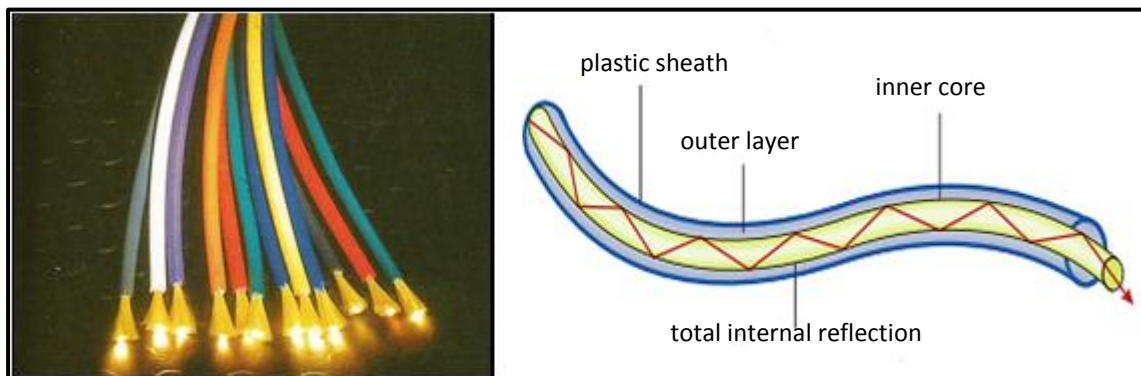 plastic sheath
inner core
outer layer
total internal reflection